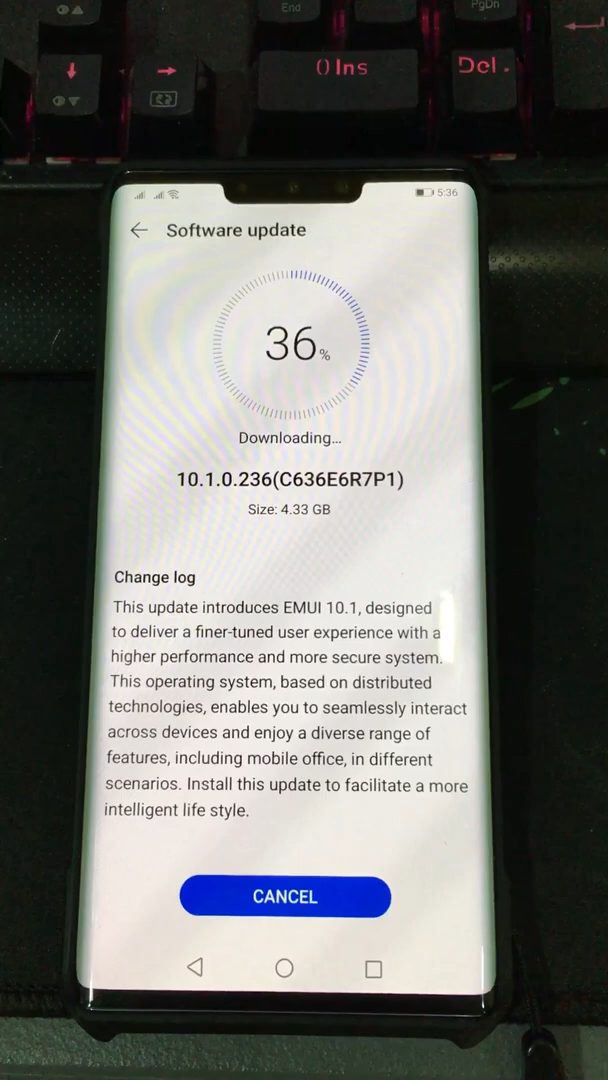 End
PgDn
0 Ins
Del .
5:36
Software update
36%
Downloading...
10.1.0.236(C636E6R7P1)
Size: 4.33 GB
Change log
This update introduces EMUI 10.1, designed
to deliver a finer-tuned user experience with a
higher performance and more secure system.
This operating system, based on distributed
technologies, enables you to seamlessly interact
across devices and enjoy a diverse range of
features, including mobile office, in different
scenarios. Install this update to facilitate a more
intelligent life style.
CANCEL